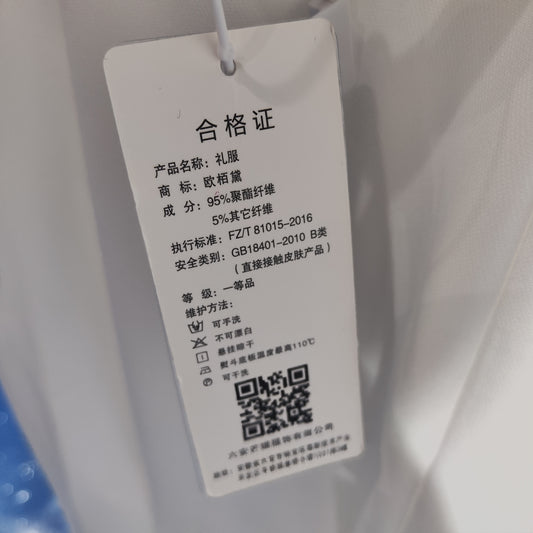 合格证
产品名称：礼服
商 标：欧栢黛
成 分：95%聚酯纤维
5%其它纤维
执行标准：FZ/T 81015-2016
安全类别：GB18401-2010 B类
(直接接触皮肤产品)
等 级：一等品
维护方法：
可手洗
不可漂白
悬挂晾干
熨斗底板温度最高110℃
可干洗